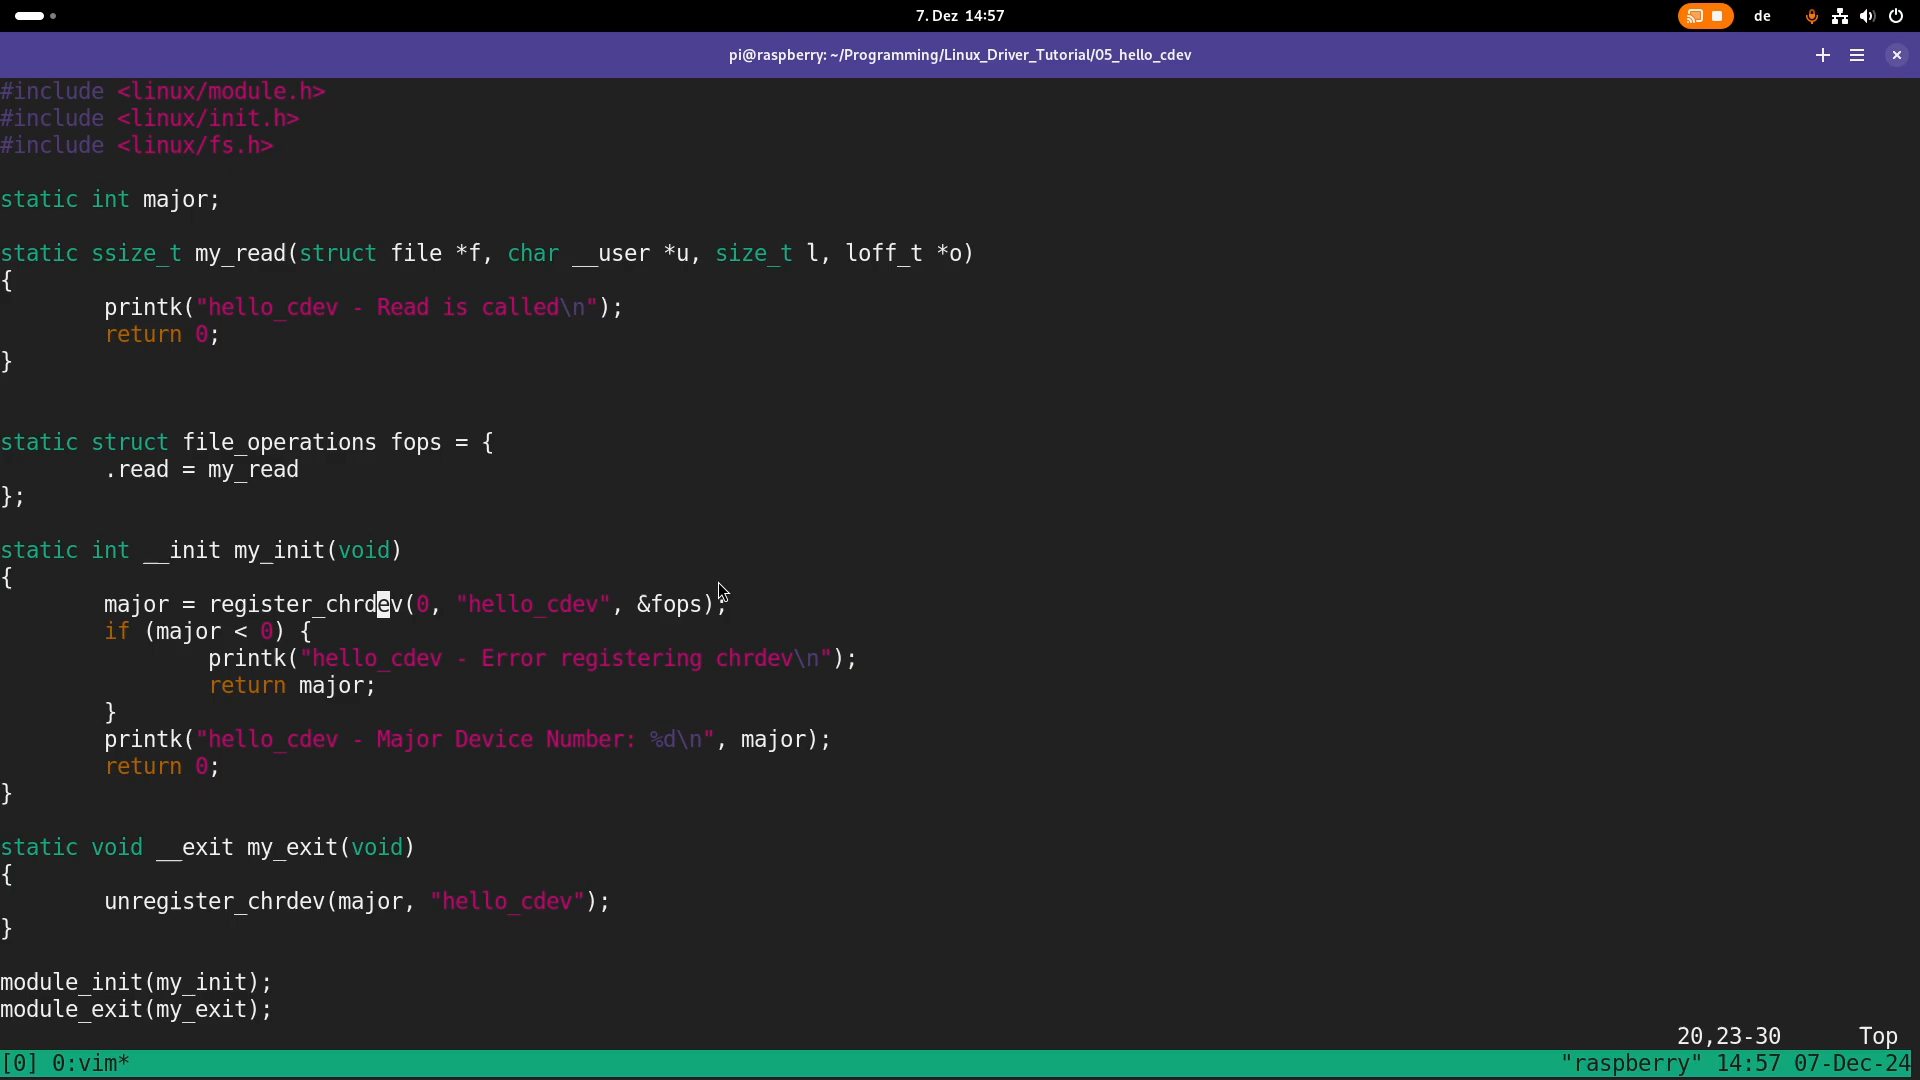 7. Dez 14:57
de
pi@raspberry: ~/Programming/Linux_Driver_Tutorial/05_hello_cdev
#include <linux/module.h>
#include <linux/init.h>
#include <linux/fs.h>

static int major;

static ssize_t my_read(struct file *f, char __user *u, size_t l, loff_t *o)
{
        printk("hello_cdev - Read is called\n");
        return 0;
}


static struct file_operations fops = {
        .read = my_read
};

static int __init my_init(void)
{
        major = register_chrdev(0, "hello_cdev", &fops);
        if (major < 0) {
                printk("hello_cdev - Error registering chrdev\n");
                return major;
        }
        printk("hello_cdev - Major Device Number: %d\n", major);
        return 0;
}

static void __exit my_exit(void)
{
        unregister_chrdev(major, "hello_cdev");
}

module_init(my_init);
module_exit(my_exit);
20,23-30 Top
[0] 0:vim* "raspberry" 14:57 07-Dec-24